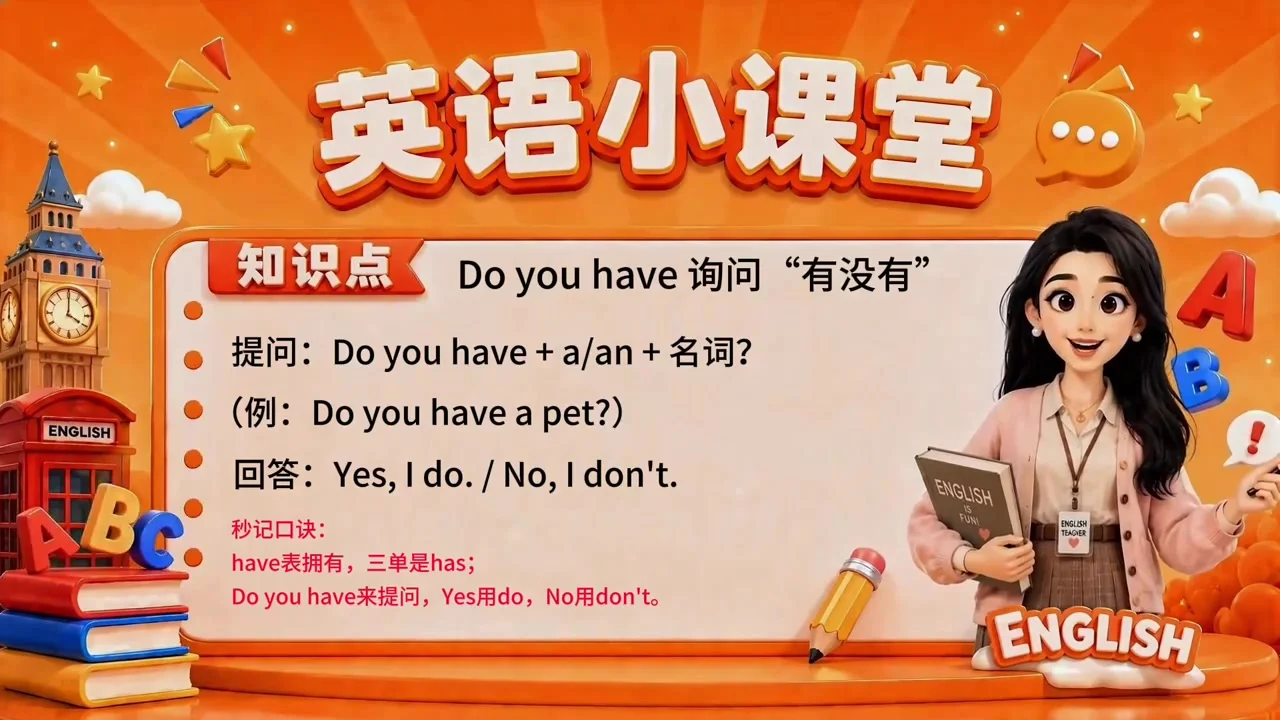 英语小课堂
知识点
Do you have 询问“有没有”
提问：Do you have + a/an + 名词？
（例：Do you have a pet?）
回答：Yes, I do. / No, I don't.
秒记口诀：
have表拥有，三单是has；
Do you have来提问，Yes用do，No用don't。
ENGLISH
ABC
A
B
!
ENGLISH
IS
FUN!
ENGLISH
TEACHER
ENGLISH